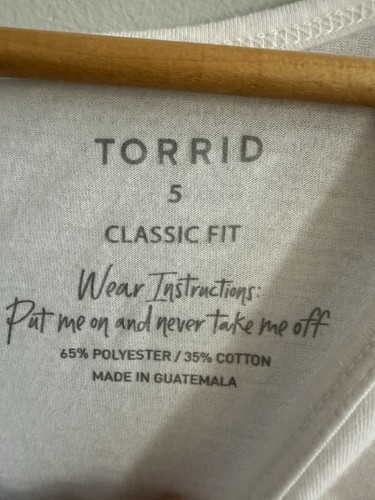 TORRID
5
CLASSIC FIT
Wear Instructions:
Put me on and never take me off
65% POLYESTER / 35% COTTON
MADE IN GUATEMALA